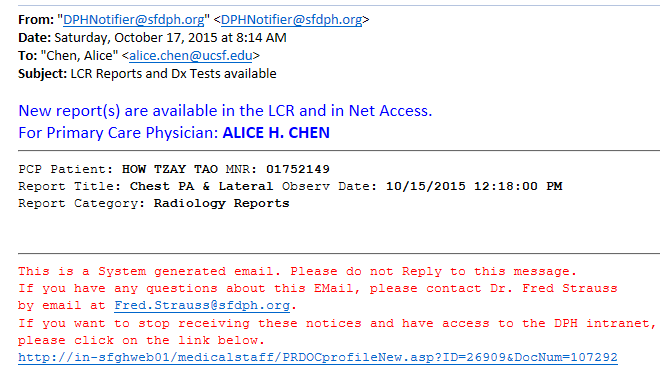 From: "DPHNotifier@sfdph.org" <DPHNotifier@sfdph.org>
Date: Saturday, October 17, 2015 at 8:14 AM
To: "Chen, Alice" <alice.chen@ucsf.edu>
Subject: LCR Reports and Dx Tests available
New report(s) are available in the LCR and in Net Access.
For Primary Care Physician: ALICE H. CHEN
PCP Patient: HOW TZAY TAO MNR: 01752149
Report Title: Chest PA & Lateral Observ Date: 10/15/2015 12:18:00 PM
Report Category: Radiology Reports
This is a System generated email. Please do not Reply to this message.
If you have any questions about this EMail, please contact Dr. Fred Strauss
by email at Fred.Strauss@sfdph.org.
If you want to stop receiving these notices and have access to the DPH intranet,
please click on the link below.
http://in-sfghweb01/medicalstaff/PRDOCprofileNew.asp?ID=26909&DocNum=107292